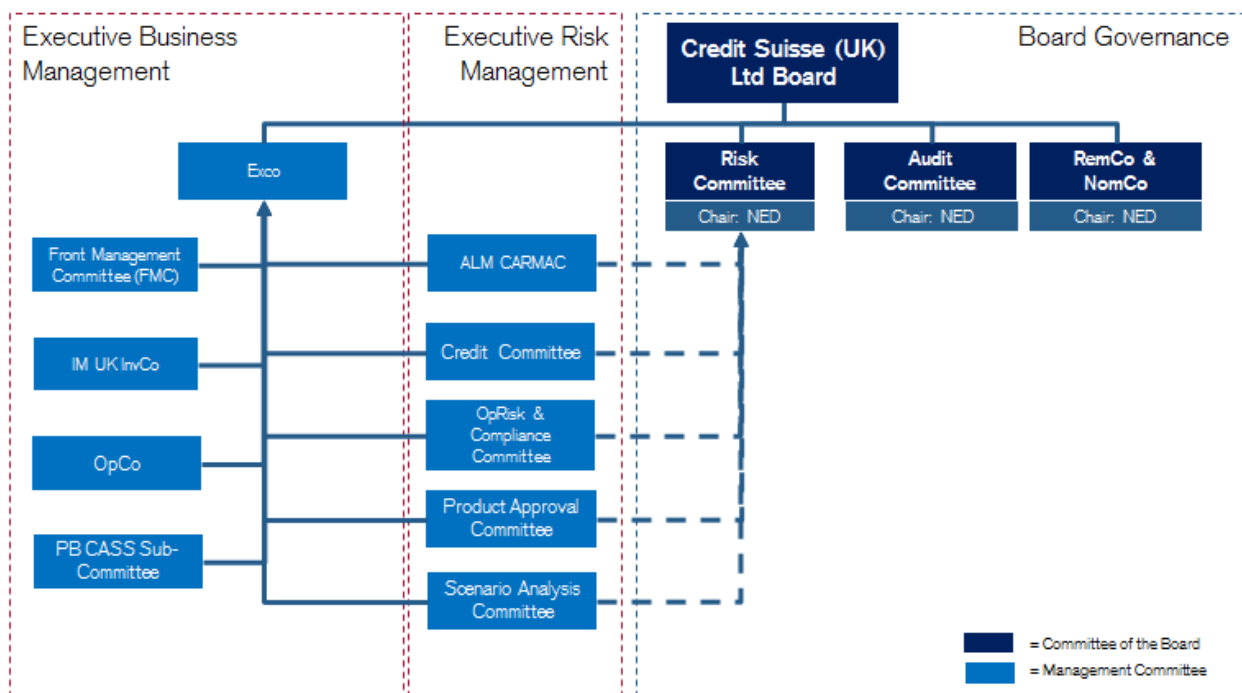 Executive Business
Management
Executive Risk
Management
Board Governance
Credit Suisse (UK)
Ltd Board
Exco
Risk
Committee
Chair: NED
Audit
Committee
Chair: NED
RemCo &
NomCo
Chair: NED
Front Management
Committee (FMC)
IM UK InvCo
OpCo
PB CASS Sub-
Committee
ALM CARMAC
Credit Committee
OpRisk &
Compliance
Committee
Product Approval
Committee
Scenario Analysis
Committee
= Committee of the Board
= Management Committee